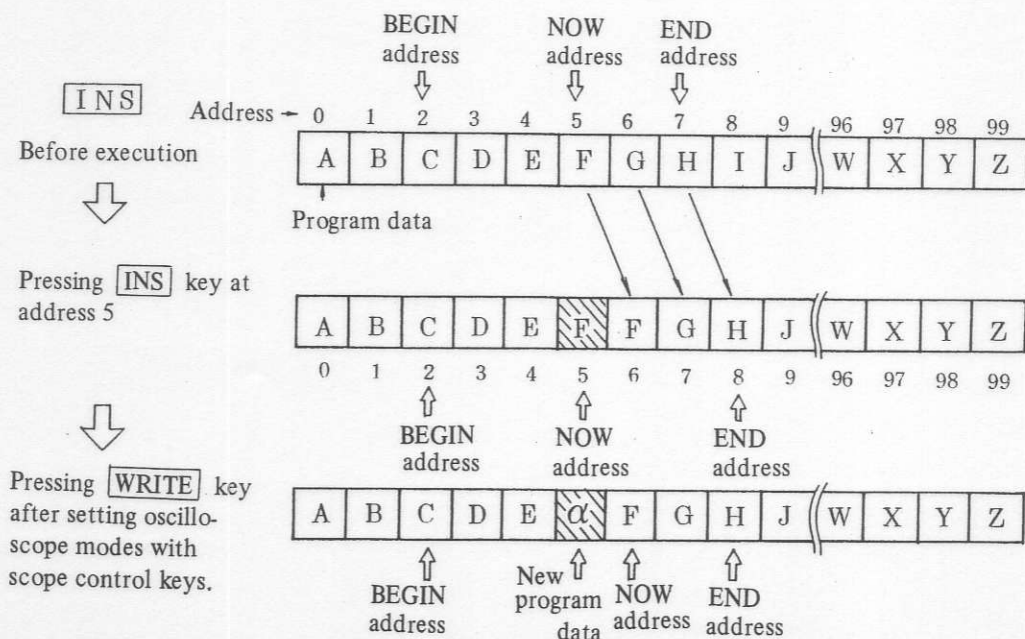 BEGIN address
NOW address
END address
INS
Address → 0 1 2 3 4 5 6 7 8 9 96 97 98 99
Before execution
A B C D E F G H I J W X Y Z
Program data
Pressing INS key at
address 5
A B C D E F F G H J W X Y Z
0 1 2 3 4 5 6 7 8 9 96 97 98 99
BEGIN address
NOW address
END address
Pressing WRITE key
after setting oscillo-
scope modes with
scope control keys.
A B C D E α F G H J W X Y Z
BEGIN address
New program data
NOW address
END address